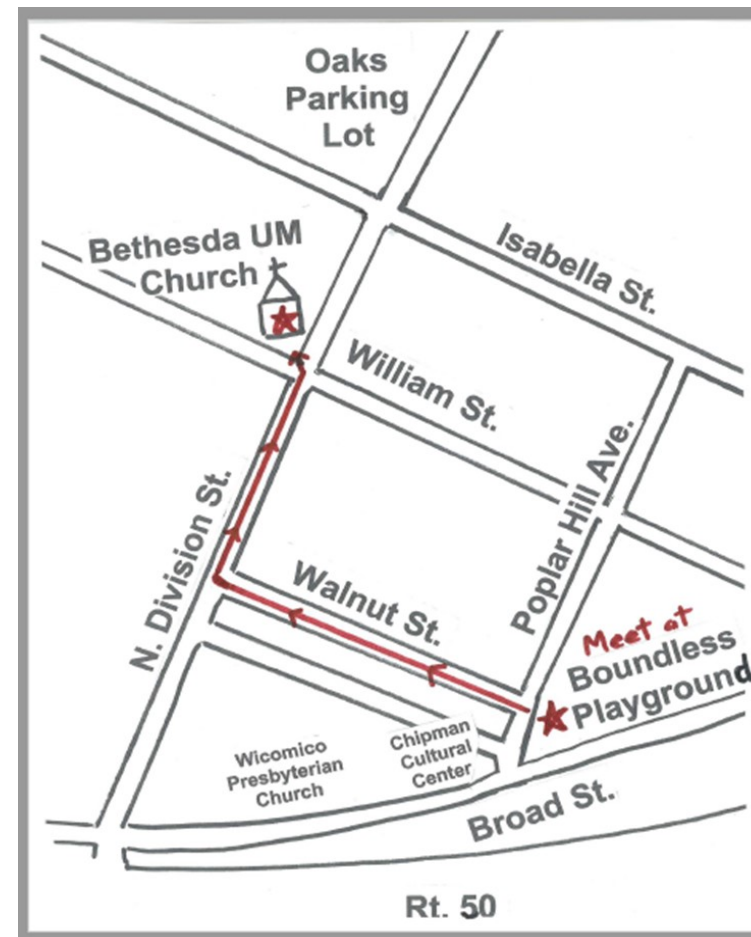 Oaks
Parking
Lot
Bethesda UM
Church
Isabella St.
William St.
Poplar Hill Ave.
N. Division St.
Walnut St.
Meet at
Boundless
Playground
Wicomico
Presbyterian
Church
Chipman
Cultural
Center
Broad St.
Rt. 50